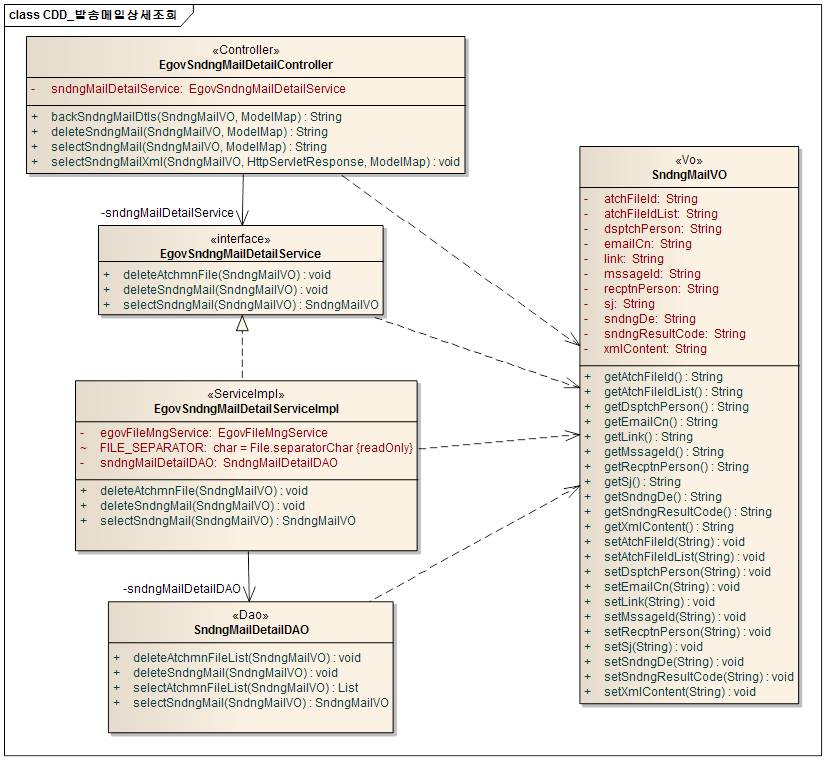 class CDD_발송메일상세조회
«Controller»
EgovSndngMailDetailController
- sndngMailDetailService: EgovSndngMailDetailService
+ backSndngMailDtls(SndngMailVO, ModelMap) : String
+ deleteSndngMail(SndngMailVO, ModelMap) : String
+ selectSndngMail(SndngMailVO, ModelMap) : String
+ selectSndngMailXml(SndngMailVO, HttpServletResponse, ModelMap) : void
-sndngMailDetailService
«interface»
EgovSndngMailDetailService
+ deleteAtchmnFile(SndngMailVO) : void
+ deleteSndngMail(SndngMailVO) : void
+ selectSndngMail(SndngMailVO) : SndngMailVO
«ServiceImpl»
EgovSndngMailDetailServiceImpl
- egovFileMngService: EgovFileMngService
~ FILE_SEPARATOR: char = File.separatorChar {readOnly}
- sndngMailDetailDAO: SndngMailDetailDAO
+ deleteAtchmnFile(SndngMailVO) : void
+ deleteSndngMail(SndngMailVO) : void
+ selectSndngMail(SndngMailVO) : SndngMailVO
-sndngMailDetailDAO
«Dao»
SndngMailDetailDAO
+ deleteAtchmnFileList(SndngMailVO) : void
+ deleteSndngMail(SndngMailVO) : void
+ selectAtchmnFileList(SndngMailVO) : List
+ selectSndngMail(SndngMailVO) : SndngMailVO
«Vo»
SndngMailVO
- atchFileId: String
- atchFileIdList: String
- dsptchPerson: String
- emailCn: String
- link: String
- mssageId: String
- recptnPerson: String
- sj: String
- sndngDe: String
- sndngResultCode: String
- xmlContent: String
+ getAtchFileId() : String
+ getAtchFileIdList() : String
+ getDsptchPerson() : String
+ getEmailCn() : String
+ getLink() : String
+ getMssageId() : String
+ getRecptnPerson() : String
+ getSj() : String
+ getSndngDe() : String
+ getSndngResultCode() : String
+ getXmlContent() : String
+ setAtchFileId(String) : void
+ setAtchFileIdList(String) : void
+ setDsptchPerson(String) : void
+ setEmailCn(String) : void
+ setLink(String) : void
+ setMssageId(String) : void
+ setRecptnPerson(String) : void
+ setSj(String) : void
+ setSndngDe(String) : void
+ setSndngResultCode(String) : void
+ setXmlContent(String) : void